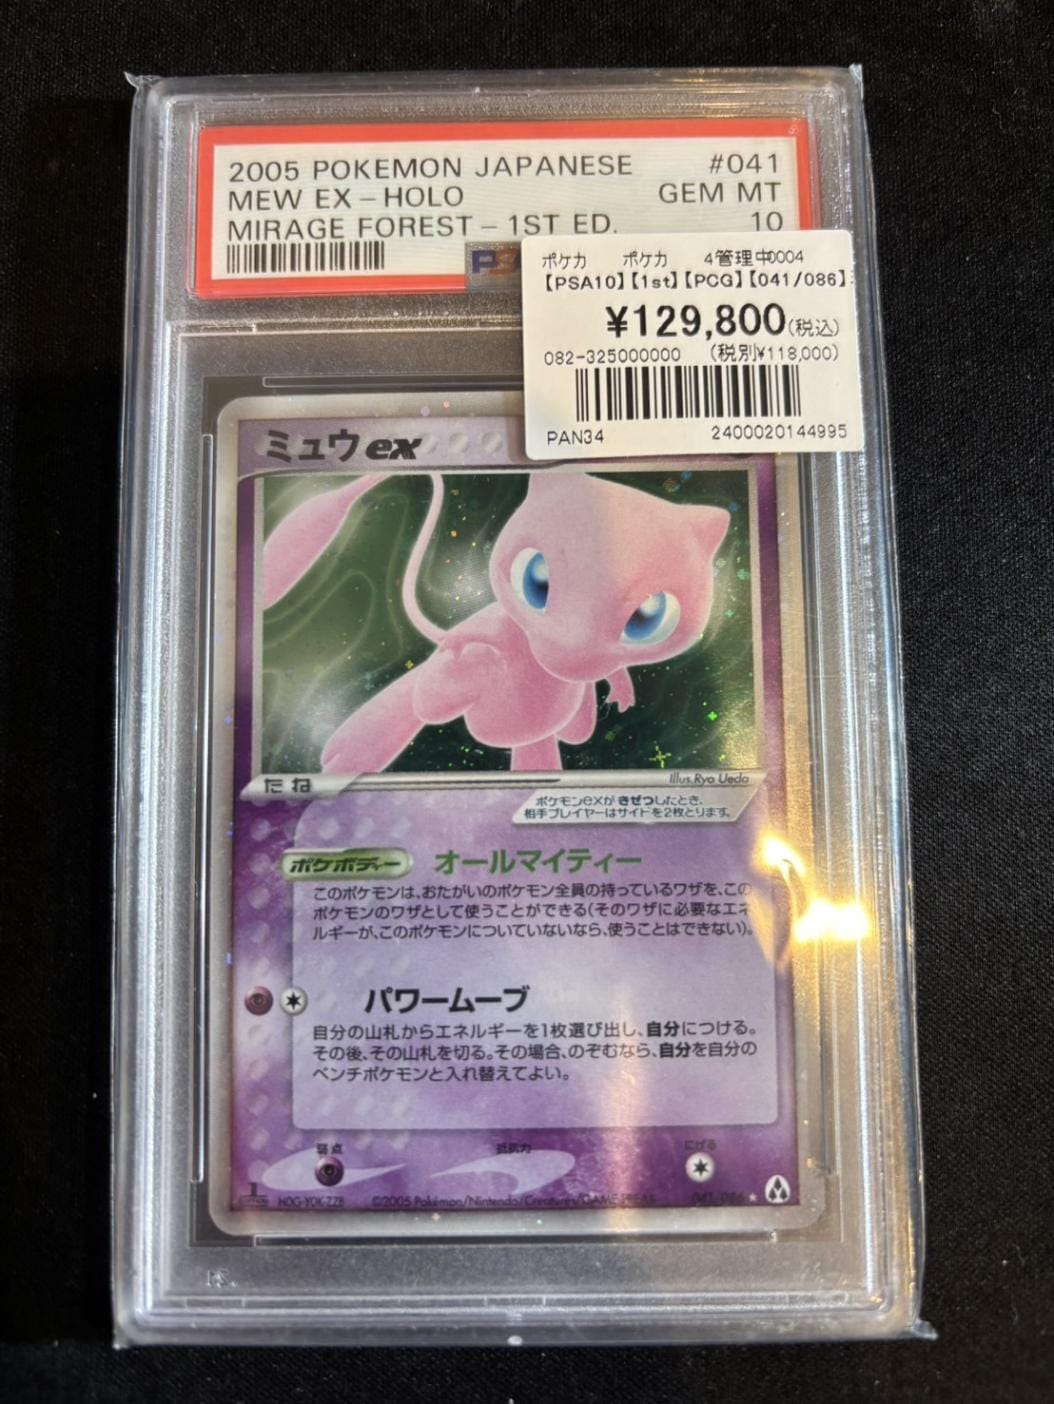 2005 POKEMON JAPANESE #041
MEW EX - HOLO GEM MT
MIRAGE FOREST - 1ST ED. 10
ポケカ ポケカ 4管理中0004
【PSA10】【1st】【PCG】【041/086】
¥129,800(税込)
082-325000000 (税別¥118,000)
PAN34 2400020144995
ミュウex
たね
Illus.Ryo Ueda
ポケモンexがきぜつしたとき、
相手プレイヤーはサイドを2枚とります。
ポケボディー オールマイティー
このポケモンは、おたがいのポケモン全員の持っているワザを、この
ポケモンのワザとして使うことができる(そのワザに必要なエネ
ルギーが、このポケモンについていないなら、使うことはできない)。
パワームーブ
自分の山札からエネルギーを1枚選び出し、自分につける。
その後、その山札を切る。その場合、のぞむなら、自分を自分の
ベンチポケモンと入れ替えてよい。
弱点 抵抗力 にげる
1
H0G-Y0K-ZZB ©2005 Pokémon/Nintendo/Creatures/GAME FREAK 041/086